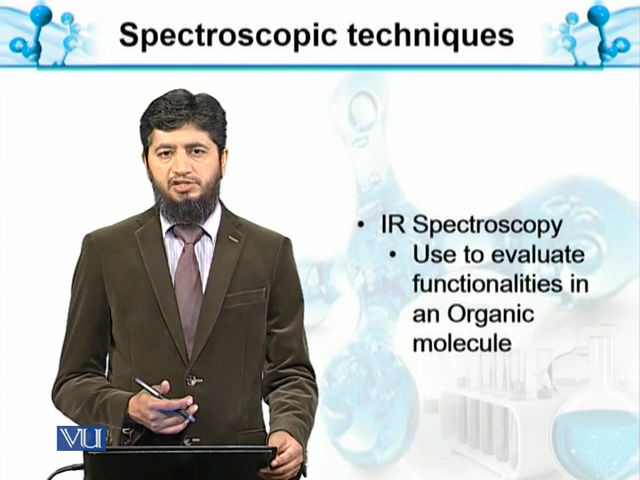 Spectroscopic techniques
• IR Spectroscopy
• Use to evaluate
functionalities in
an Organic
molecule
VU